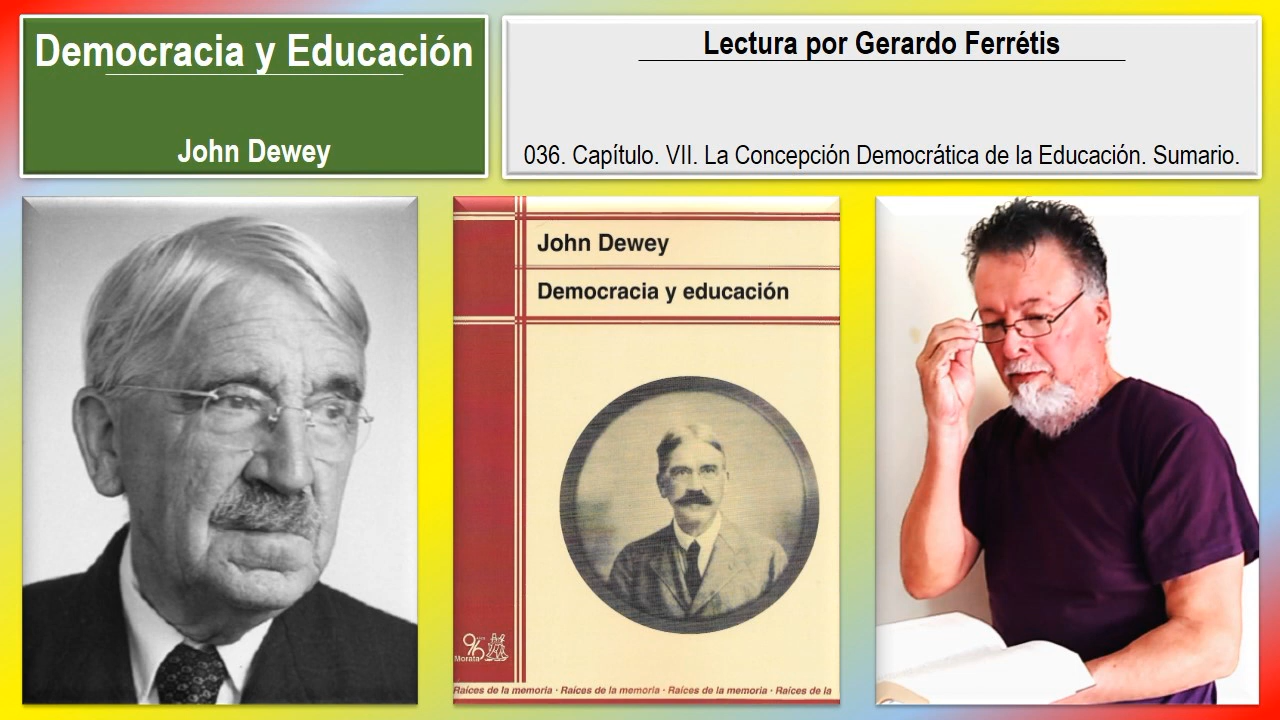 Democracia y Educación
John Dewey
Lectura por Gerardo Ferrétis
036. Capítulo. VII. La Concepción Democrática de la Educación. Sumario.
John Dewey
Democracia y educación
Morata
Raíces de la memoria · Raíces de la memoria · Raíces de la memoria · Raíces de la